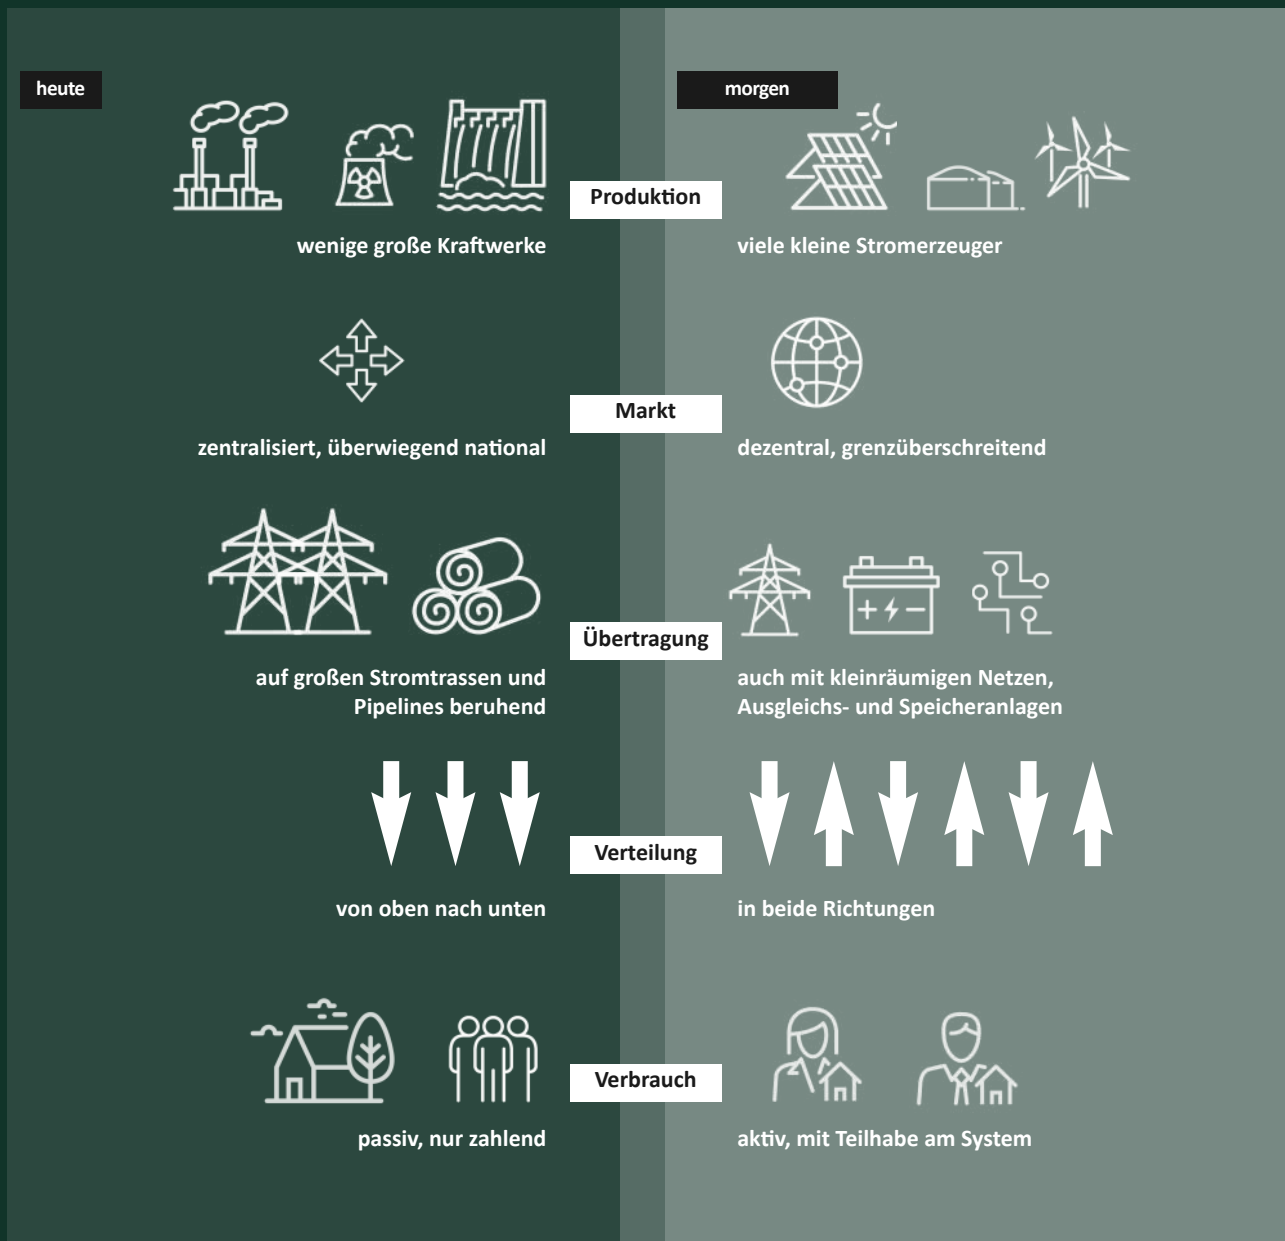 heute
morgen
Produktion
wenige große Kraftwerke
viele kleine Stromerzeuger
Markt
zentralisiert, überwiegend national
dezentral, grenzüberschreitend
Übertragung
auf großen Stromtrassen und
Pipelines beruhend
auch mit kleinräumigen Netzen,
Ausgleichs- und Speicheranlagen
Verteilung
von oben nach unten
in beide Richtungen
Verbrauch
passiv, nur zahlend
aktiv, mit Teilhabe am System